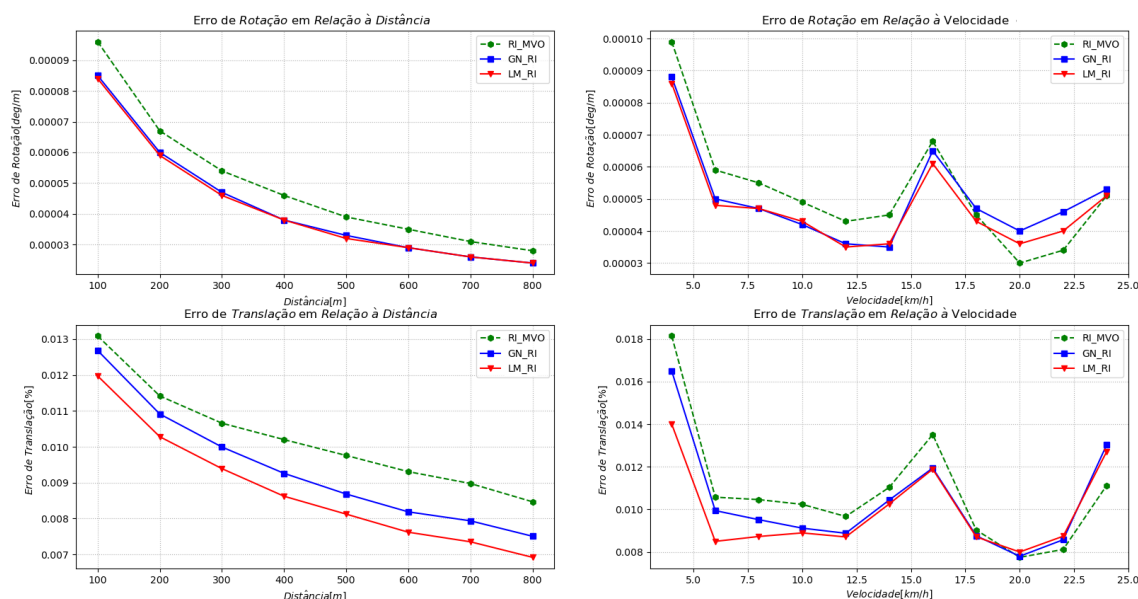 Erro de Rotação em Relação à Distância
Erro de Rotação[deg/m]
0.00009
0.00008
0.00007
0.00006
0.00005
0.00004
0.00003
RI_MVO
GN_RI
LM_RI
100 200 300 400 500 600 700 800
Distância[m]
Erro de Rotação em Relação à Velocidade
Erro de Rotação[deg/m]
0.00010
0.00009
0.00008
0.00007
0.00006
0.00005
0.00004
0.00003
RI_MVO
GN_RI
LM_RI
5.0 7.5 10.0 12.5 15.0 17.5 20.0 22.5 25.0
Velocidade[km/h]
Erro de Translação em Relação à Distância
Erro de Translação[%]
0.013
0.012
0.011
0.010
0.009
0.008
0.007
RI_MVO
GN_RI
LM_RI
100 200 300 400 500 600 700 800
Distância[m]
Erro de Translação em Relação à Velocidade
Erro de Translação[%]
0.018
0.016
0.014
0.012
0.010
0.008
RI_MVO
GN_RI
LM_RI
5.0 7.5 10.0 12.5 15.0 17.5 20.0 22.5 25.0
Velocidade[km/h]